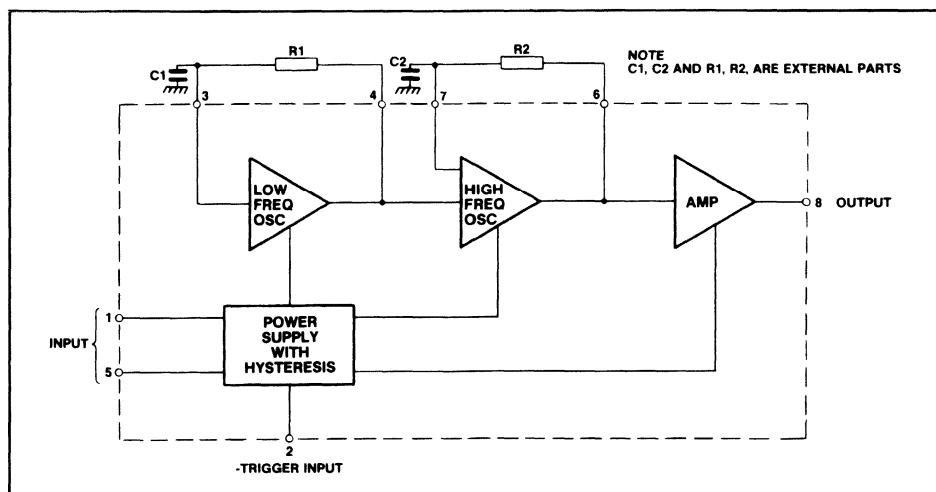 R1
C1
3
4
R2
C2
7
6
NOTE
C1, C2 AND R1, R2, ARE EXTERNAL PARTS
LOW
FREQ
OSC
HIGH
FREQ
OSC
AMP
8 OUTPUT
INPUT
1
5
POWER
SUPPLY
WITH
HYSTERESIS
2
-TRIGGER INPUT